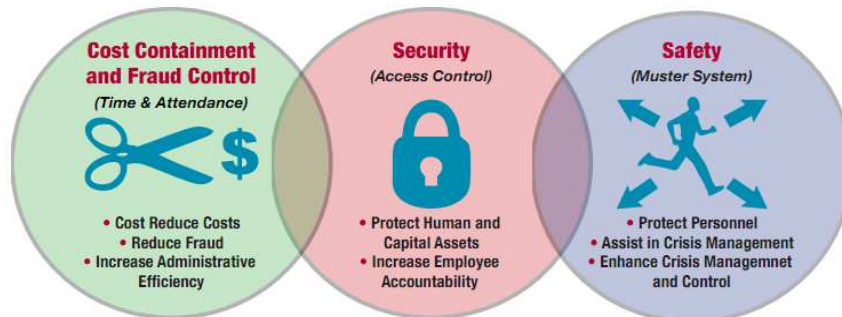 Cost Containment
and Fraud Control
(Time & Attendance)
$
• Cost Reduce Costs
• Reduce Fraud
• Increase Administrative
Efficiency
Security
(Access Control)
• Protect Human and
Capital Assets
• Increase Employee
Accountability
Safety
(Muster System)
• Protect Personnel
• Assist in Crisis Management
• Enhance Crisis Managemnet
and Control